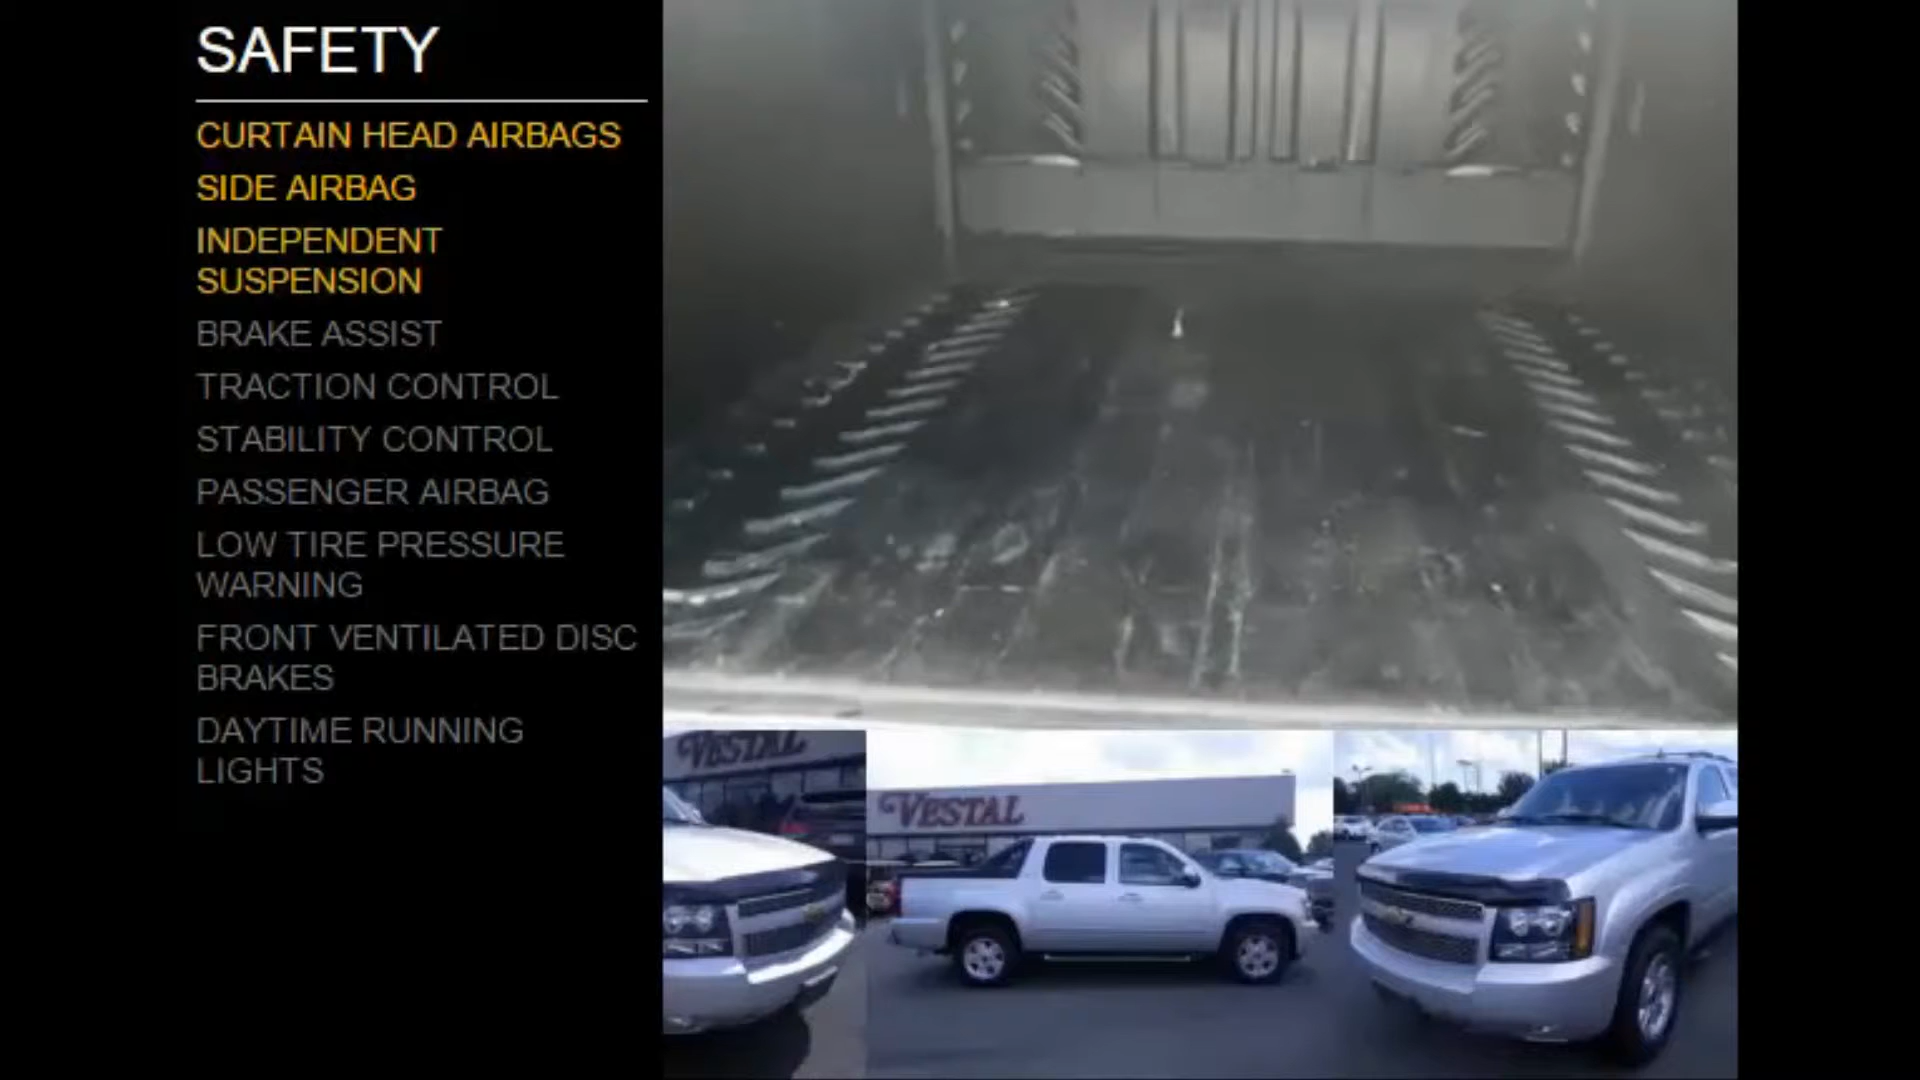 SAFETY
CURTAIN HEAD AIRBAGS
SIDE AIRBAG
INDEPENDENT
SUSPENSION
BRAKE ASSIST
TRACTION CONTROL
STABILITY CONTROL
PASSENGER AIRBAG
LOW TIRE PRESSURE
WARNING
FRONT VENTILATED DISC
BRAKES
DAYTIME RUNNING
LIGHTS
VESTAL
VESTAL